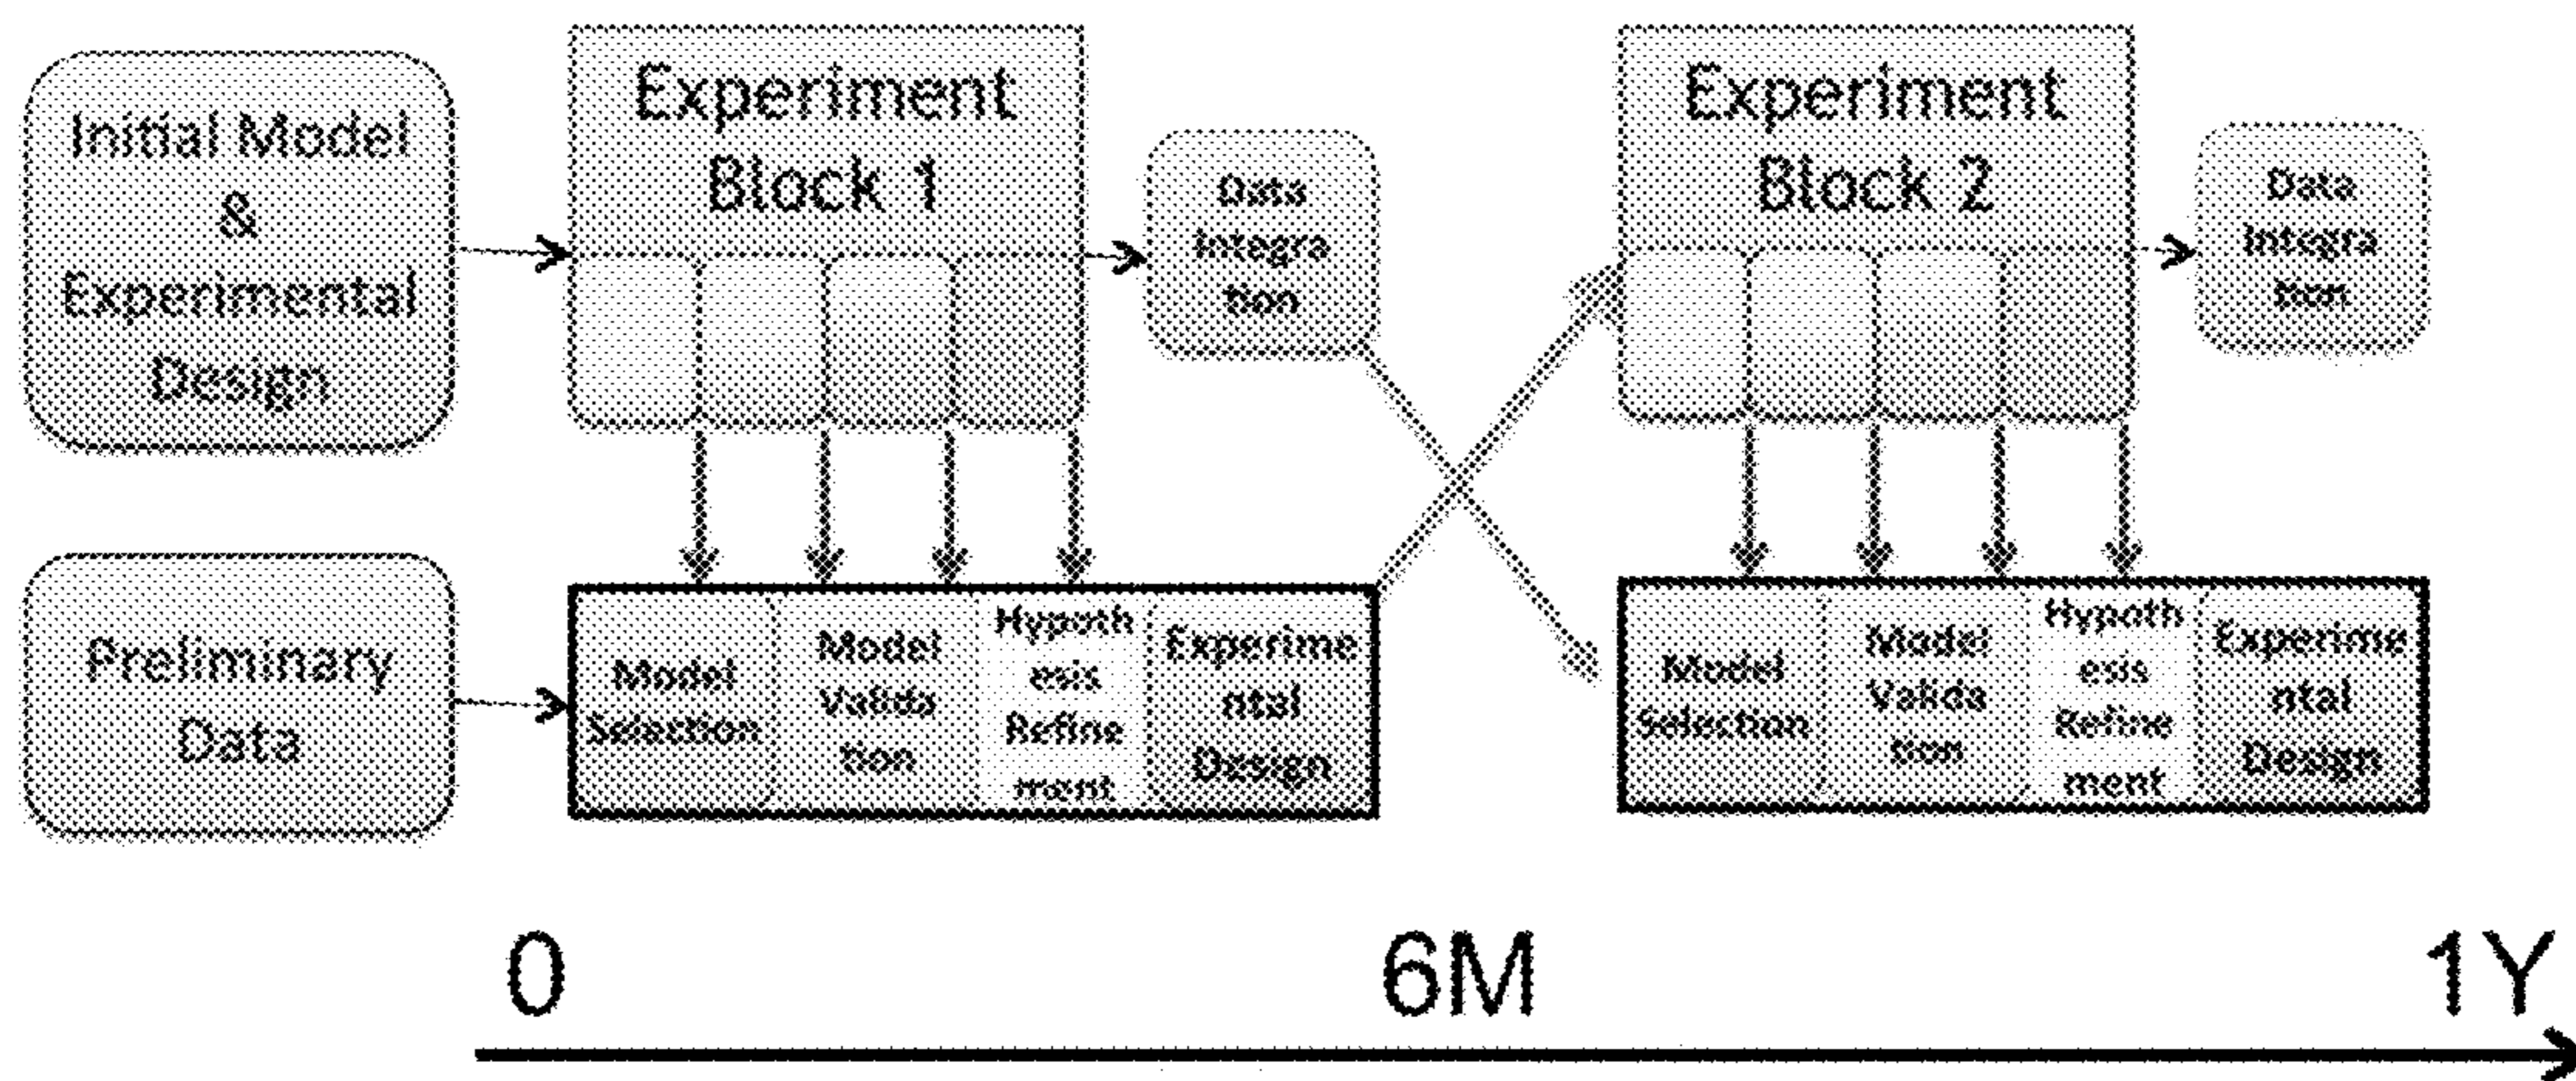 Initial Model
&
Experimental
Design
Experiment
Block 1
Data
Integra
tion
Experiment
Block 2
Data
Integra
tion
Preliminary
Data
Model
Selection
Model
Valida
tion
Hypoth
esis
Refine
ment
Experime
ntal
Design
Model
Selection
Model
Valida
tion
Hypoth
esis
Refine
ment
Experime
ntal
Design
0
6M
1Y